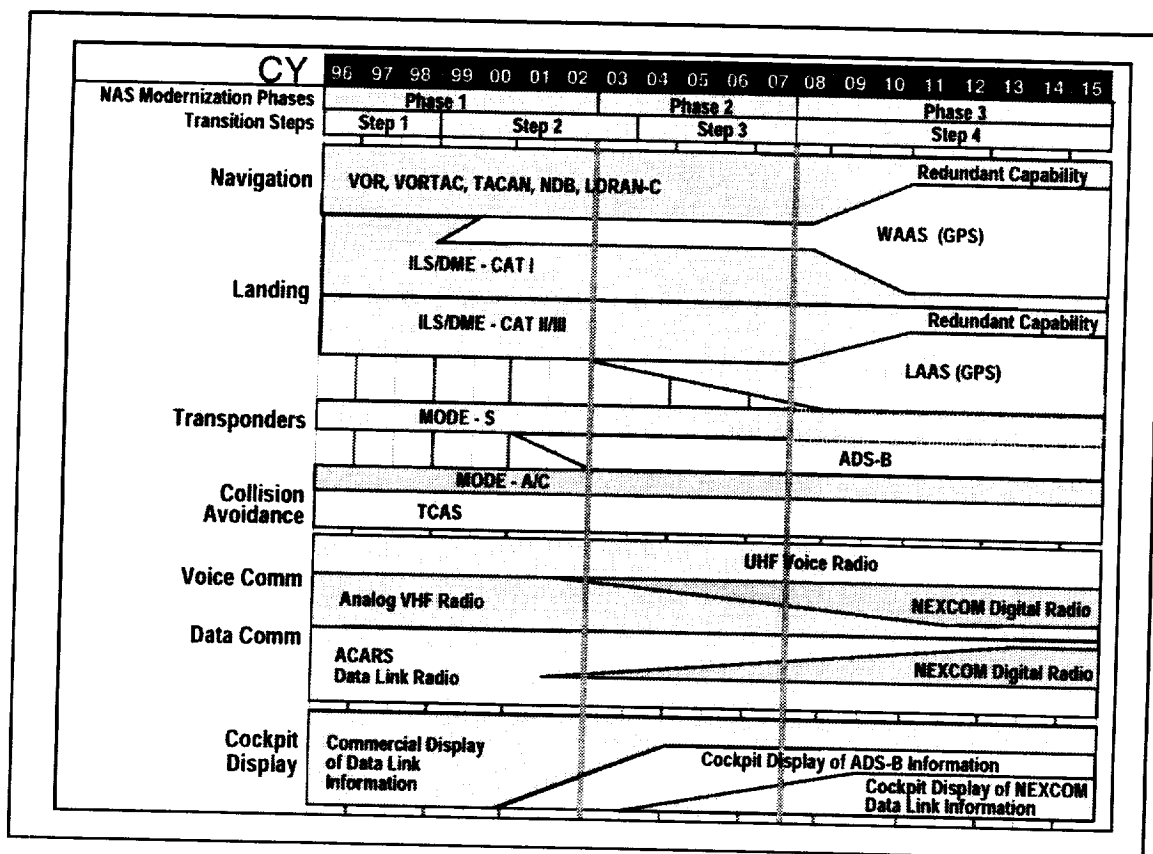 CY 96 97 98 99 00 01 02 03 04 05 06 07 08 09 10 11 12 13 14 15
NAS Modernization Phases Phase 1 Phase 2 Phase 3
Transition Steps Step 1 Step 2 Step 3 Step 4
Navigation VOR, VORTAC, TACAN, NDB, LORAN-C Redundant Capability
WAAS (GPS)
ILS/DME - CAT I
Landing
ILS/DME - CAT II/III Redundant Capability
LAAS (GPS)
Transponders MODE - S
ADS-B
MODE - A/C
Collision
Avoidance TCAS
UHF Voice Radio
Voice Comm
Analog VHF Radio NEXCOM Digital Radio
Data Comm
ACARS
Data Link Radio NEXCOM Digital Radio
Cockpit
Display
Commercial Display
of Data Link
Information
Cockpit Display of ADS-B Information
Cockpit Display of NEXCOM
Data Link Information